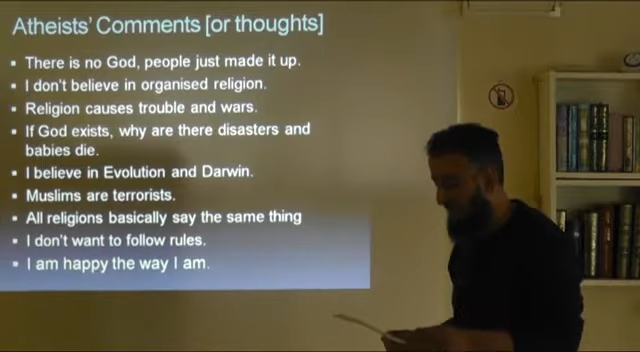 Atheists' Comments [or thoughts]
There is no God, people just made it up.
I don't believe in organised religion.
Religion causes trouble and wars.
If God exists, why are there disasters and
babies die.
I believe in Evolution and Darwin.
Muslims are terrorists.
All religions basically say the same thing
I don't want to follow rules.
I am happy the way I am.